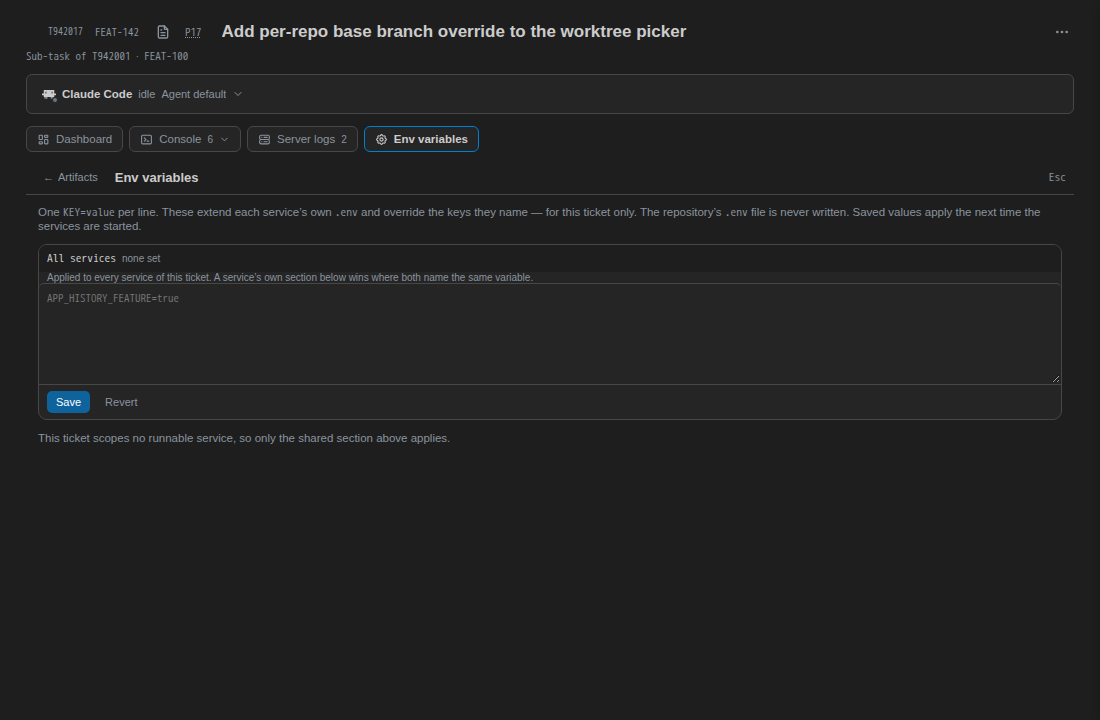 T942017 FEAT-142 P17 Add per-repo base branch override to the worktree picker
Sub-task of T942001 · FEAT-100
Claude Code idle Agent default
Dashboard Console 6 Server logs 2 Env variables
← Artifacts Env variables Esc
One KEY=value per line. These extend each service’s own .env and override the keys they name — for this ticket only. The repository’s .env file is never written. Saved values apply the next time the
services are started.
All services none set
Applied to every service of this ticket. A service’s own section below wins where both name the same variable.
APP_HISTORY_FEATURE=true
Save Revert
This ticket scopes no runnable service, so only the shared section above applies.